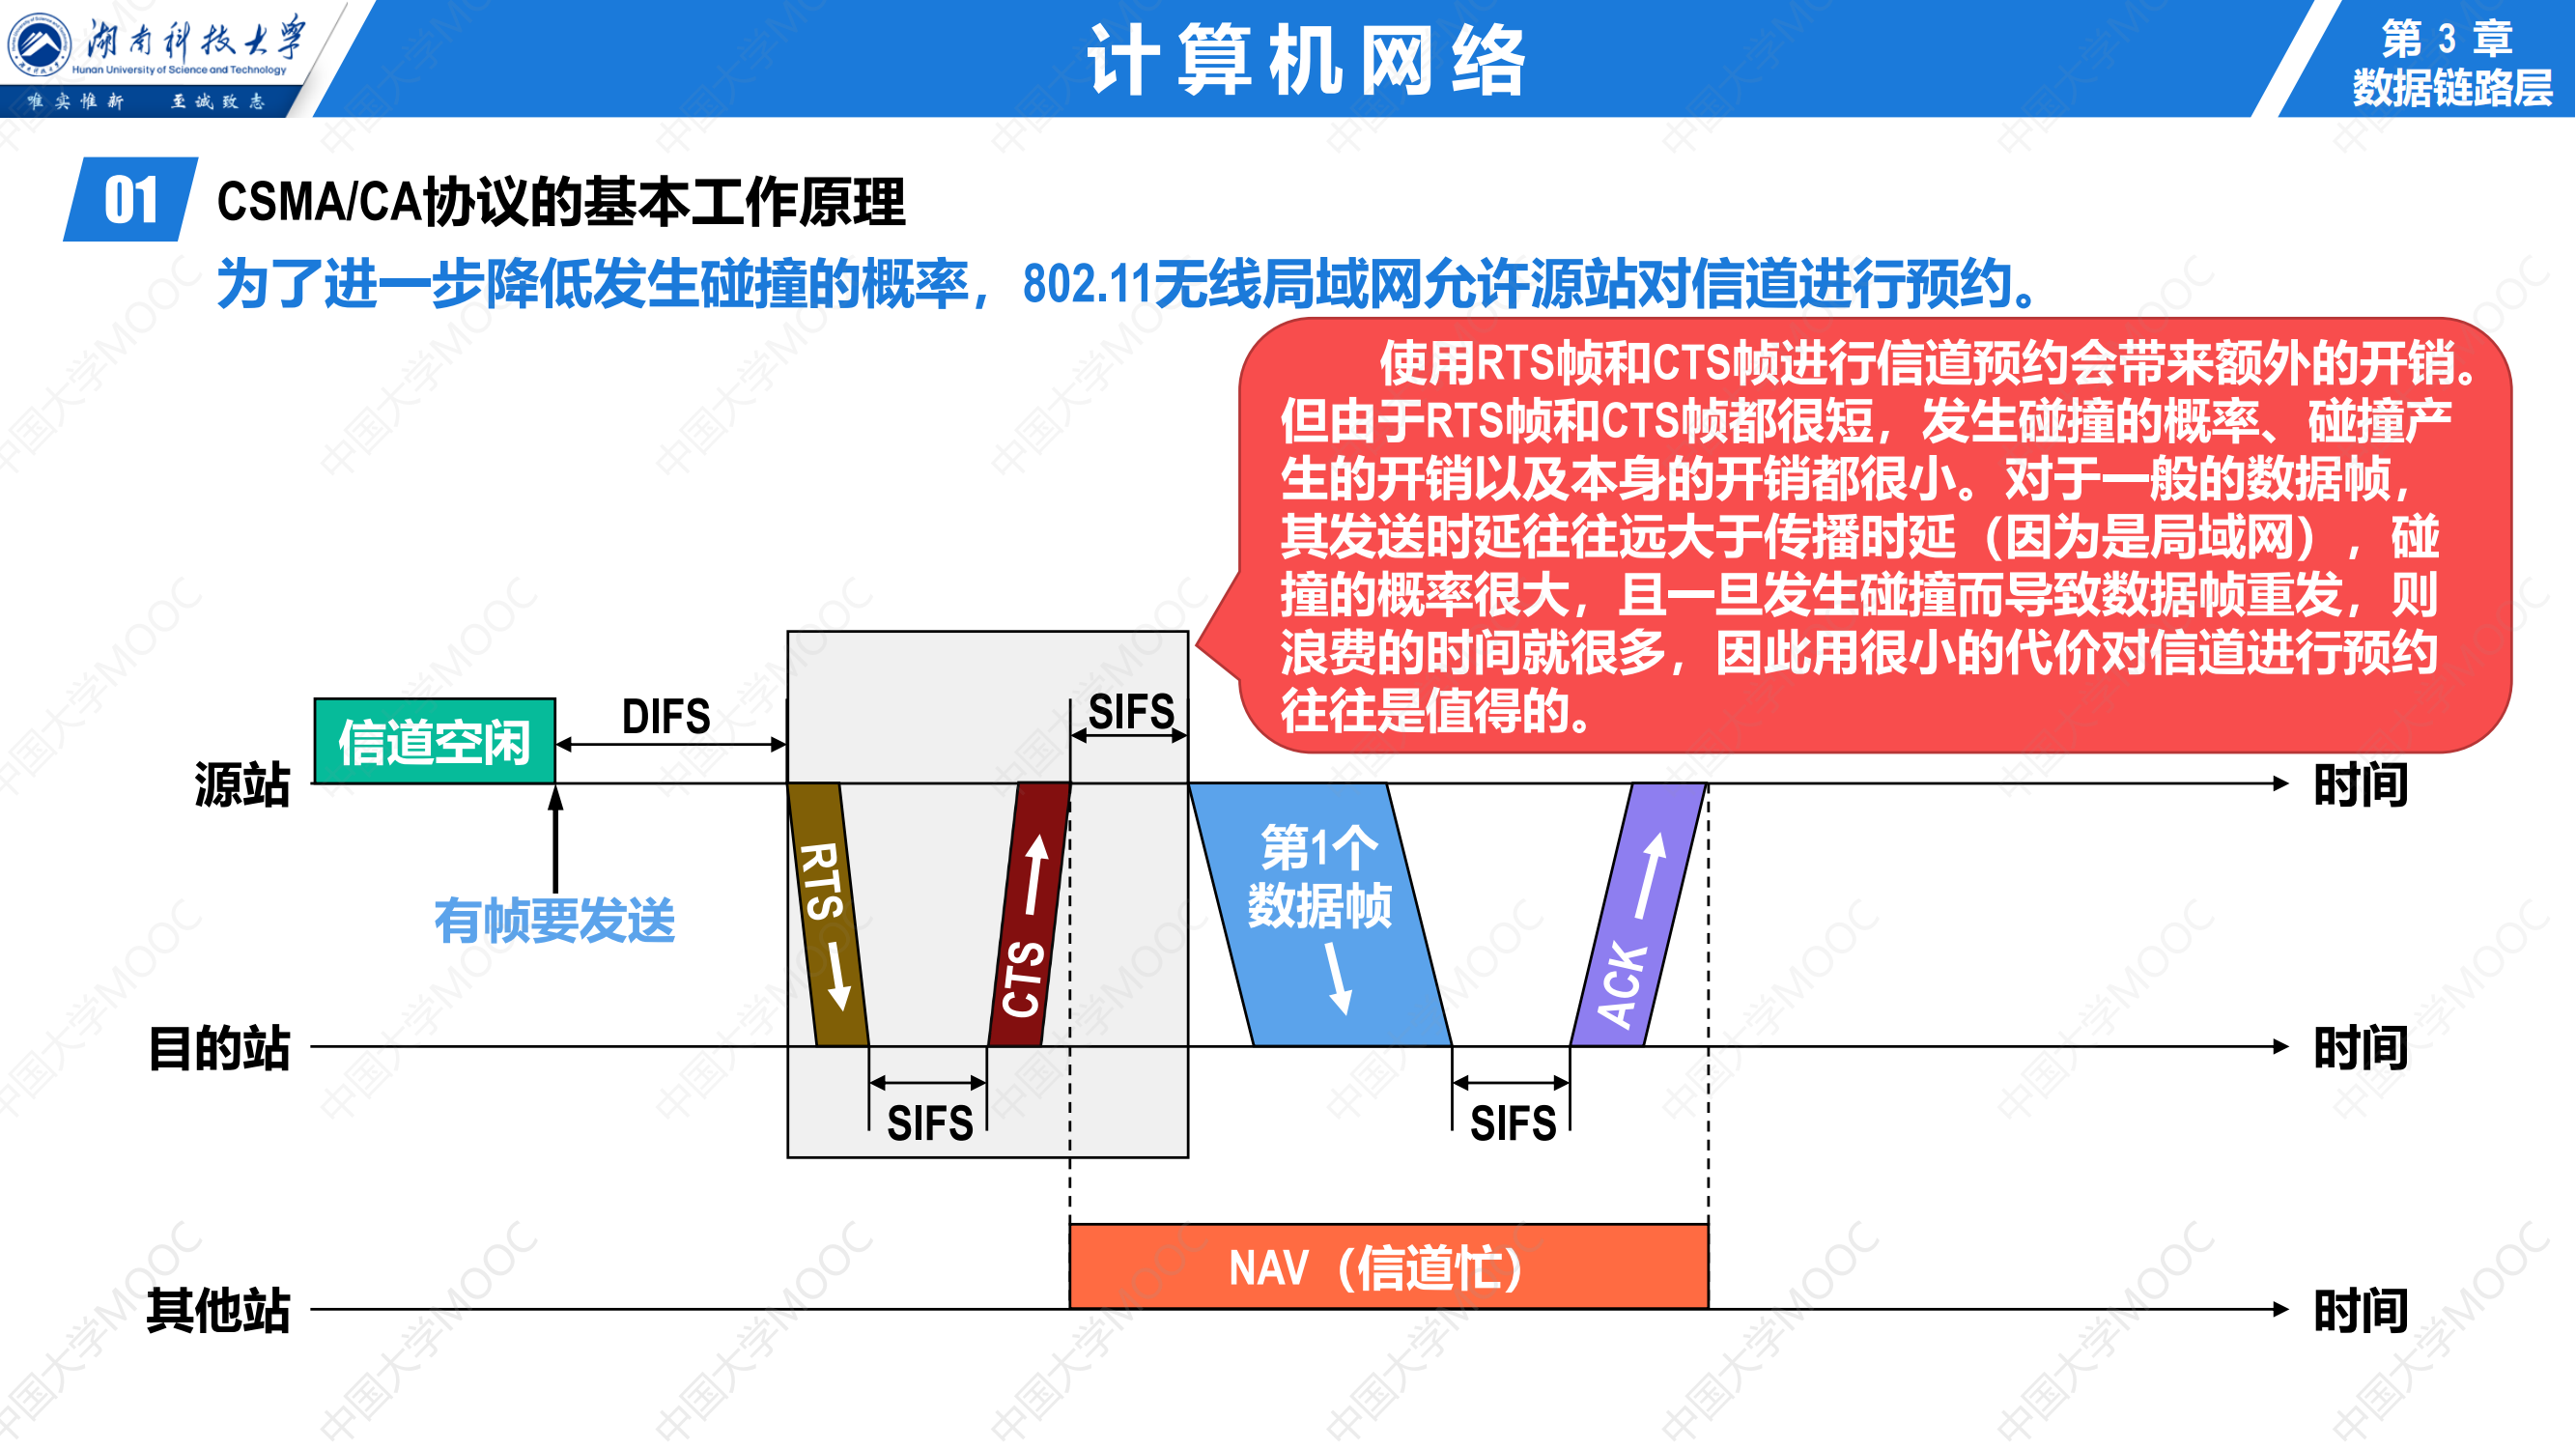 湖南科技大学
Hunan University of Science and Technology
唯实惟新 至诚致志
计算机网络
第 3 章
数据链路层
01
CSMA/CA协议的基本工作原理
为了进一步降低发生碰撞的概率，802.11无线局域网允许源站对信道进行预约。
使用RTS帧和CTS帧进行信道预约会带来额外的开销。
但由于RTS帧和CTS帧都很短，发生碰撞的概率、碰撞产
生的开销以及本身的开销都很小。对于一般的数据帧，
其发送时延往往远大于传播时延（因为是局域网），碰
撞的概率很大，且一旦发生碰撞而导致数据帧重发，则
浪费的时间就很多，因此用很小的代价对信道进行预约
往往是值得的。
信道空闲
DIFS
SIFS
源站
时间
有帧要发送
RTS
CTS
第1个
数据帧
ACK
目的站
时间
SIFS
SIFS
NAV（信道忙）
其他站
时间
中国大学MOOC